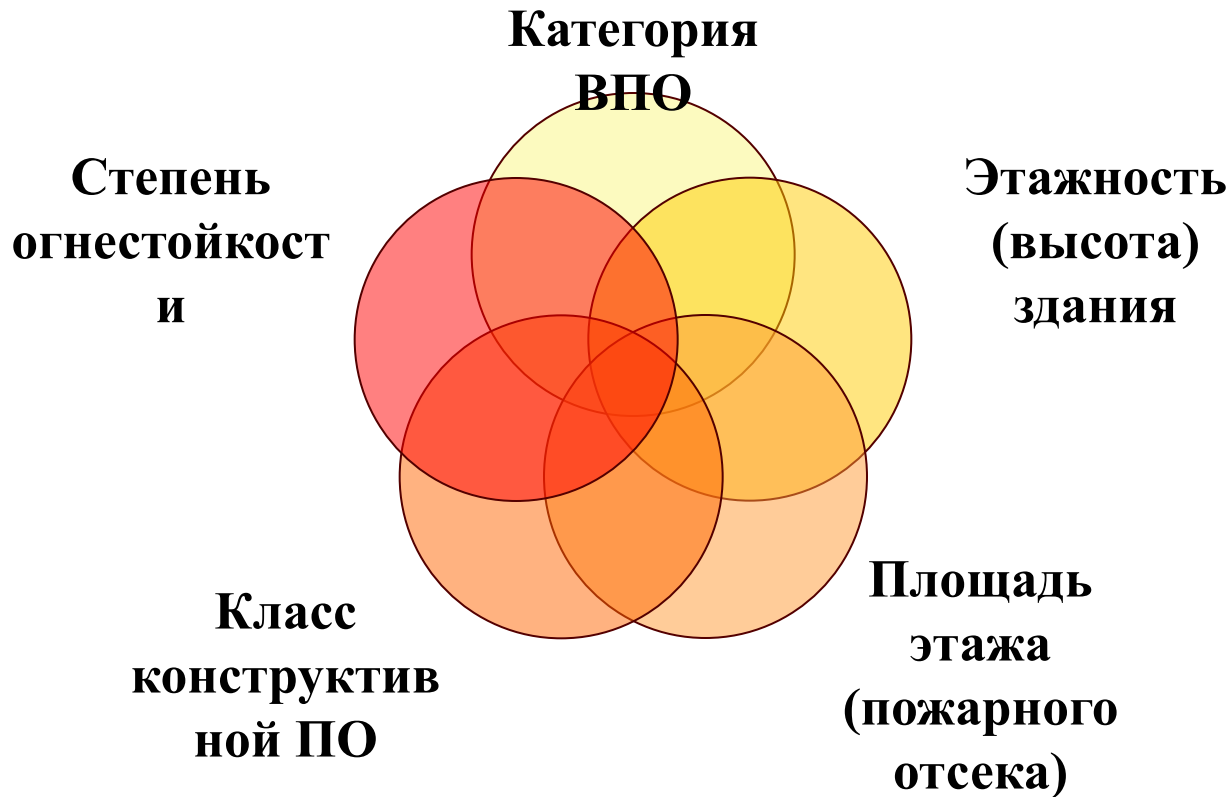 Категория
ВПО
Степень
огнестойкост
и
Этажность
(высота)
здания
Класс
конструктив
ной ПО
Площадь
этажа
(пожарного
отсека)